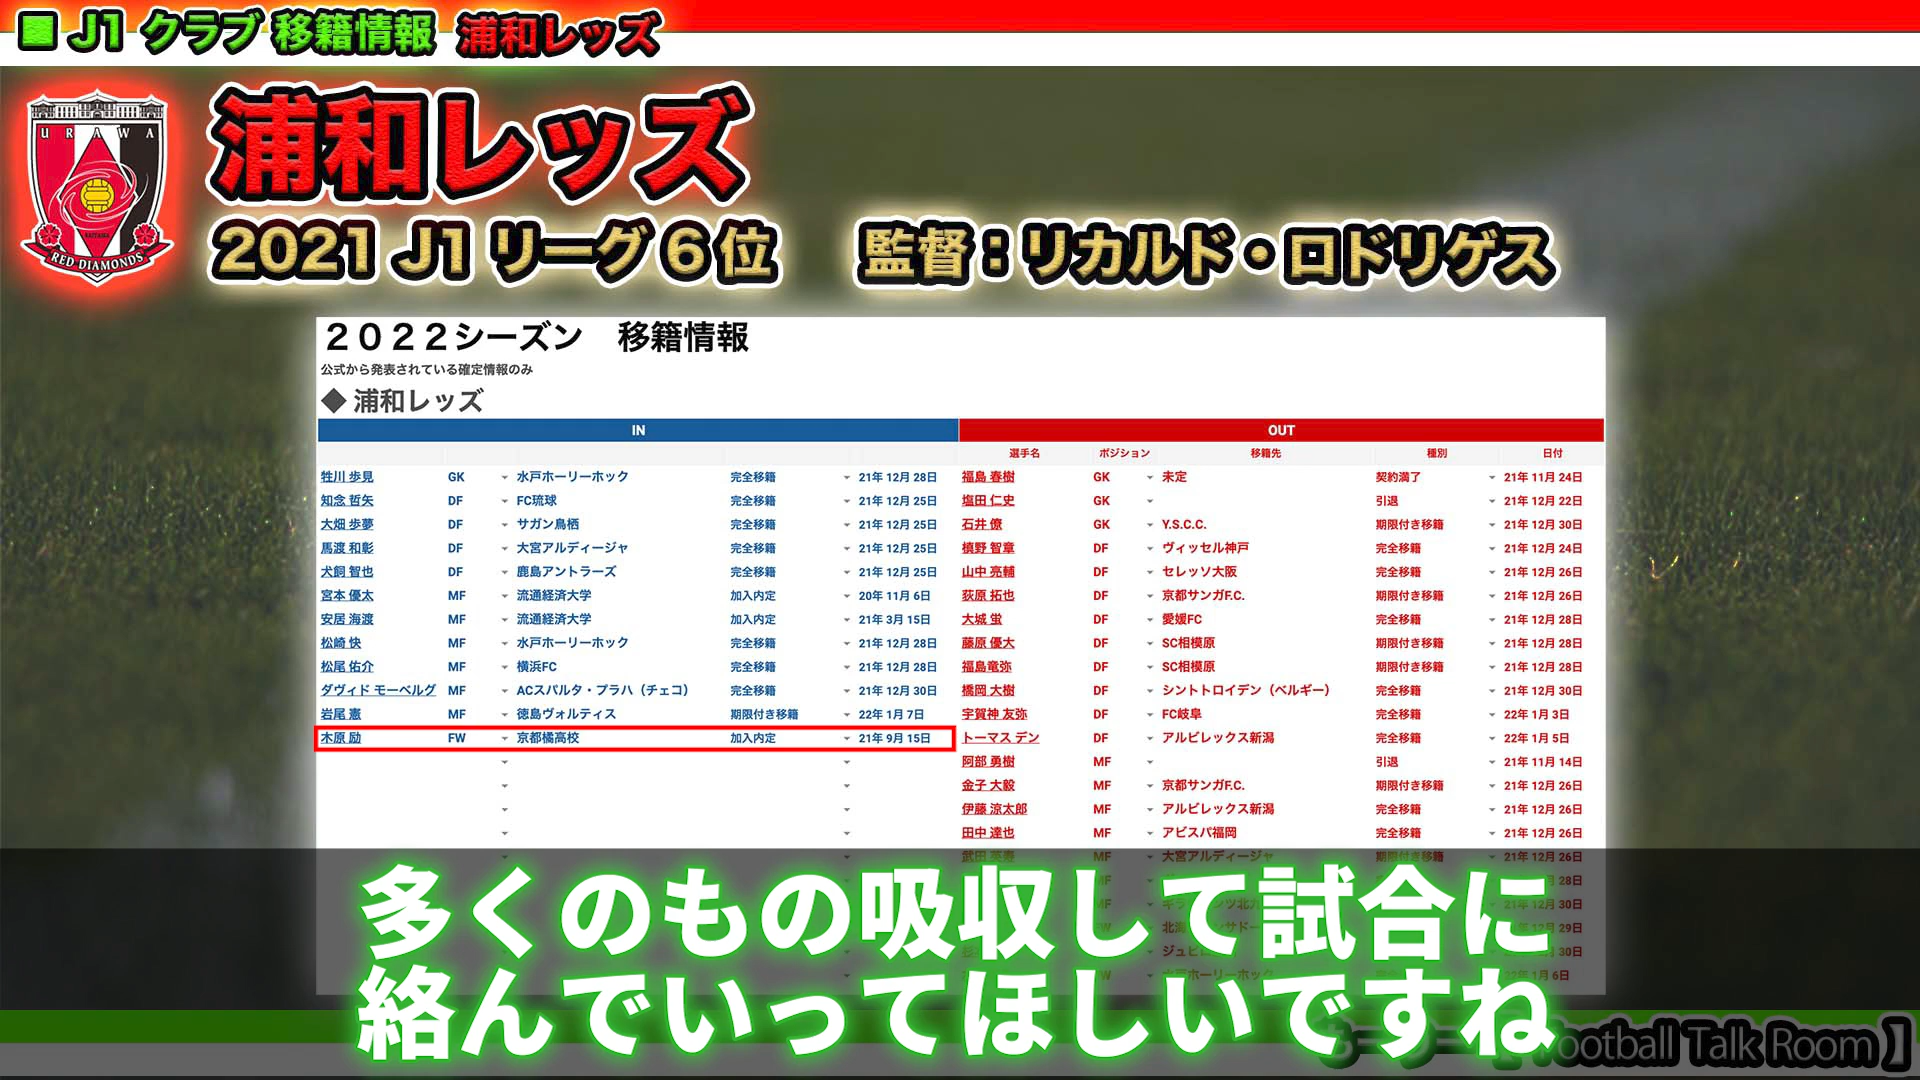 ■ J1 クラブ 移籍情報 浦和レッズ
URAWA
RED DIAMONDS
浦和レッズ
2021 J1 リーグ 6 位 監督：リカルド・ロドリゲス
２０２２シーズン 移籍情報
公式から発表されている確定情報のみ
◆ 浦和レッズ
IN OUT
選手名 ポジション 移籍先 種別 日付
牲川 歩見 GK 水戸ホーリーホック 完全移籍 21年 12月 28日 福島 春樹 GK 未定 契約満了 21年 11月 24日
知念 哲矢 DF FC琉球 完全移籍 21年 12月 25日 塩田 仁史 GK 引退 21年 12月 22日
大畑 歩夢 DF サガン鳥栖 完全移籍 21年 12月 25日 石井 僚 GK Y.S.C.C. 期限付き移籍 21年 12月 30日
馬渡 和彰 DF 大宮アルディージャ 完全移籍 21年 12月 25日 槙野 智章 DF ヴィッセル神戸 完全移籍 21年 12月 24日
犬飼 智也 DF 鹿島アントラーズ 完全移籍 21年 12月 25日 山中 亮輔 DF セレッソ大阪 完全移籍 21年 12月 26日
宮本 優太 MF 流通経済大学 加入内定 20年 11月 6日 荻原 拓也 DF 京都サンガF.C. 期限付き移籍 21年 12月 26日
安居 海渡 MF 流通経済大学 加入内定 21年 3月 15日 大城 蛍 DF 愛媛FC 完全移籍 21年 12月 28日
松崎 快 MF 水戸ホーリーホック 完全移籍 21年 12月 28日 藤原 優大 DF SC相模原 期限付き移籍 21年 12月 28日
松尾 佑介 MF 横浜FC 完全移籍 21年 12月 28日 福島竜弥 DF SC相模原 期限付き移籍 21年 12月 28日
ダヴィド モーベルグ MF ACスパルタ・プラハ（チェコ） 完全移籍 21年 12月 30日 橋岡 大樹 DF シントトロイデン（ベルギー） 完全移籍 21年 12月 30日
岩尾 憲 MF 徳島ヴォルティス 期限付き移籍 22年 1月 7日 宇賀神 友弥 DF FC岐阜 完全移籍 22年 1月 3日
木原 励 FW 京都橘高校 加入内定 21年 9月 15日 トーマス デン DF アルビレックス新潟 完全移籍 22年 1月 5日
阿部 勇樹 MF 引退 21年 11月 14日
金子 大毅 MF 京都サンガF.C. 期限付き移籍 21年 12月 26日
伊藤 涼太郎 MF アルビレックス新潟 完全移籍 21年 12月 26日
田中 達也 MF アビスパ福岡 完全移籍 21年 12月 26日
武田 英寿 MF 大宮アルディージャ 期限付き移籍 21年 12月 26日
多くのもの吸収して試合に
絡んでいってほしいですね
Football Talk Room 】